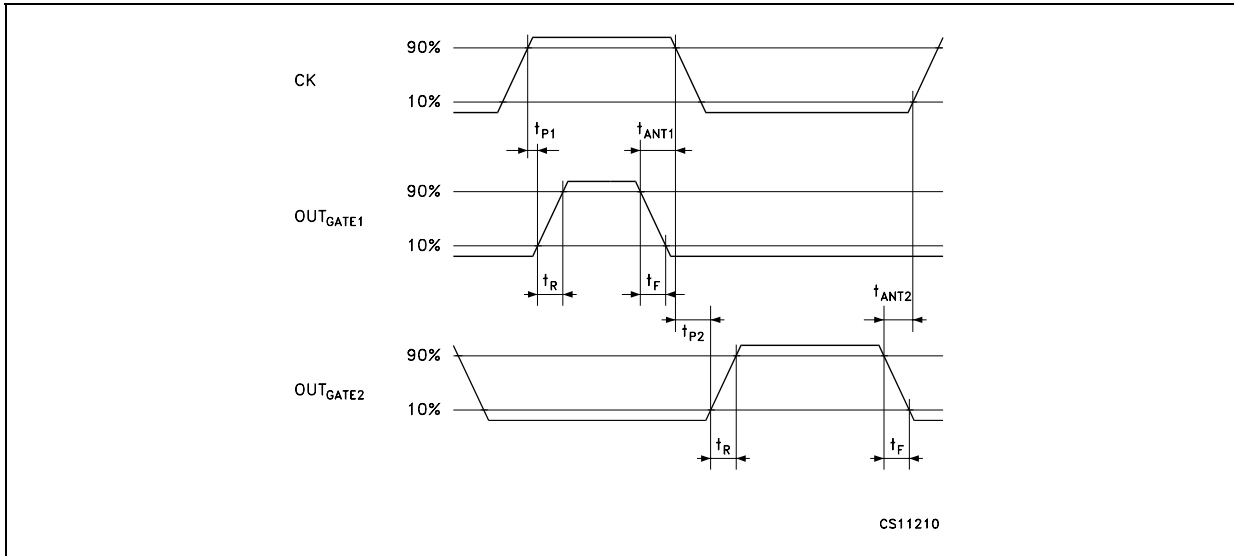 90%
CK
10%
tP1 tANT1
90%
OUTGATE1
10%
tR tF tANT2
tP2
90%
OUTGATE2
10%
tR tF
CS11210